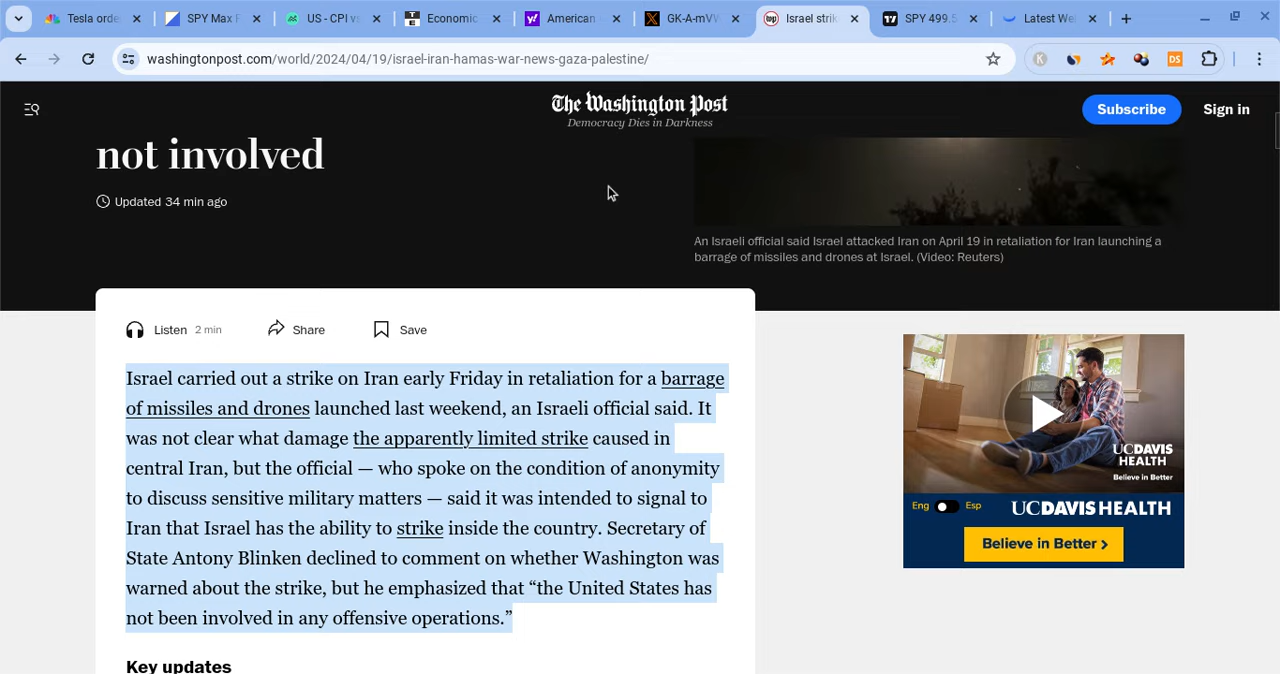 Tesla orde
SPY Max P
US - CPI vs
Economic
American
GK-A-mVW
Israel strik
SPY 499.5
Latest We
washingtonpost.com/world/2024/04/19/israel-iran-hamas-war-news-gaza-palestine/
The Washington Post
Democracy Dies in Darkness
Subscribe
Sign in
not involved
Updated 34 min ago
An Israeli official said Israel attacked Iran on April 19 in retaliation for Iran launching a
barrage of missiles and drones at Israel. (Video: Reuters)
Listen 2 min
Share
Save
Israel carried out a strike on Iran early Friday in retaliation for a barrage
of missiles and drones launched last weekend, an Israeli official said. It
was not clear what damage the apparently limited strike caused in
central Iran, but the official — who spoke on the condition of anonymity
to discuss sensitive military matters — said it was intended to signal to
Iran that Israel has the ability to strike inside the country. Secretary of
State Antony Blinken declined to comment on whether Washington was
warned about the strike, but he emphasized that “the United States has
not been involved in any offensive operations.”
Key updates
UCDAVIS
HEALTH
Believe in Better
Eng
Esp
UCDAVIS HEALTH
Believe in Better ›